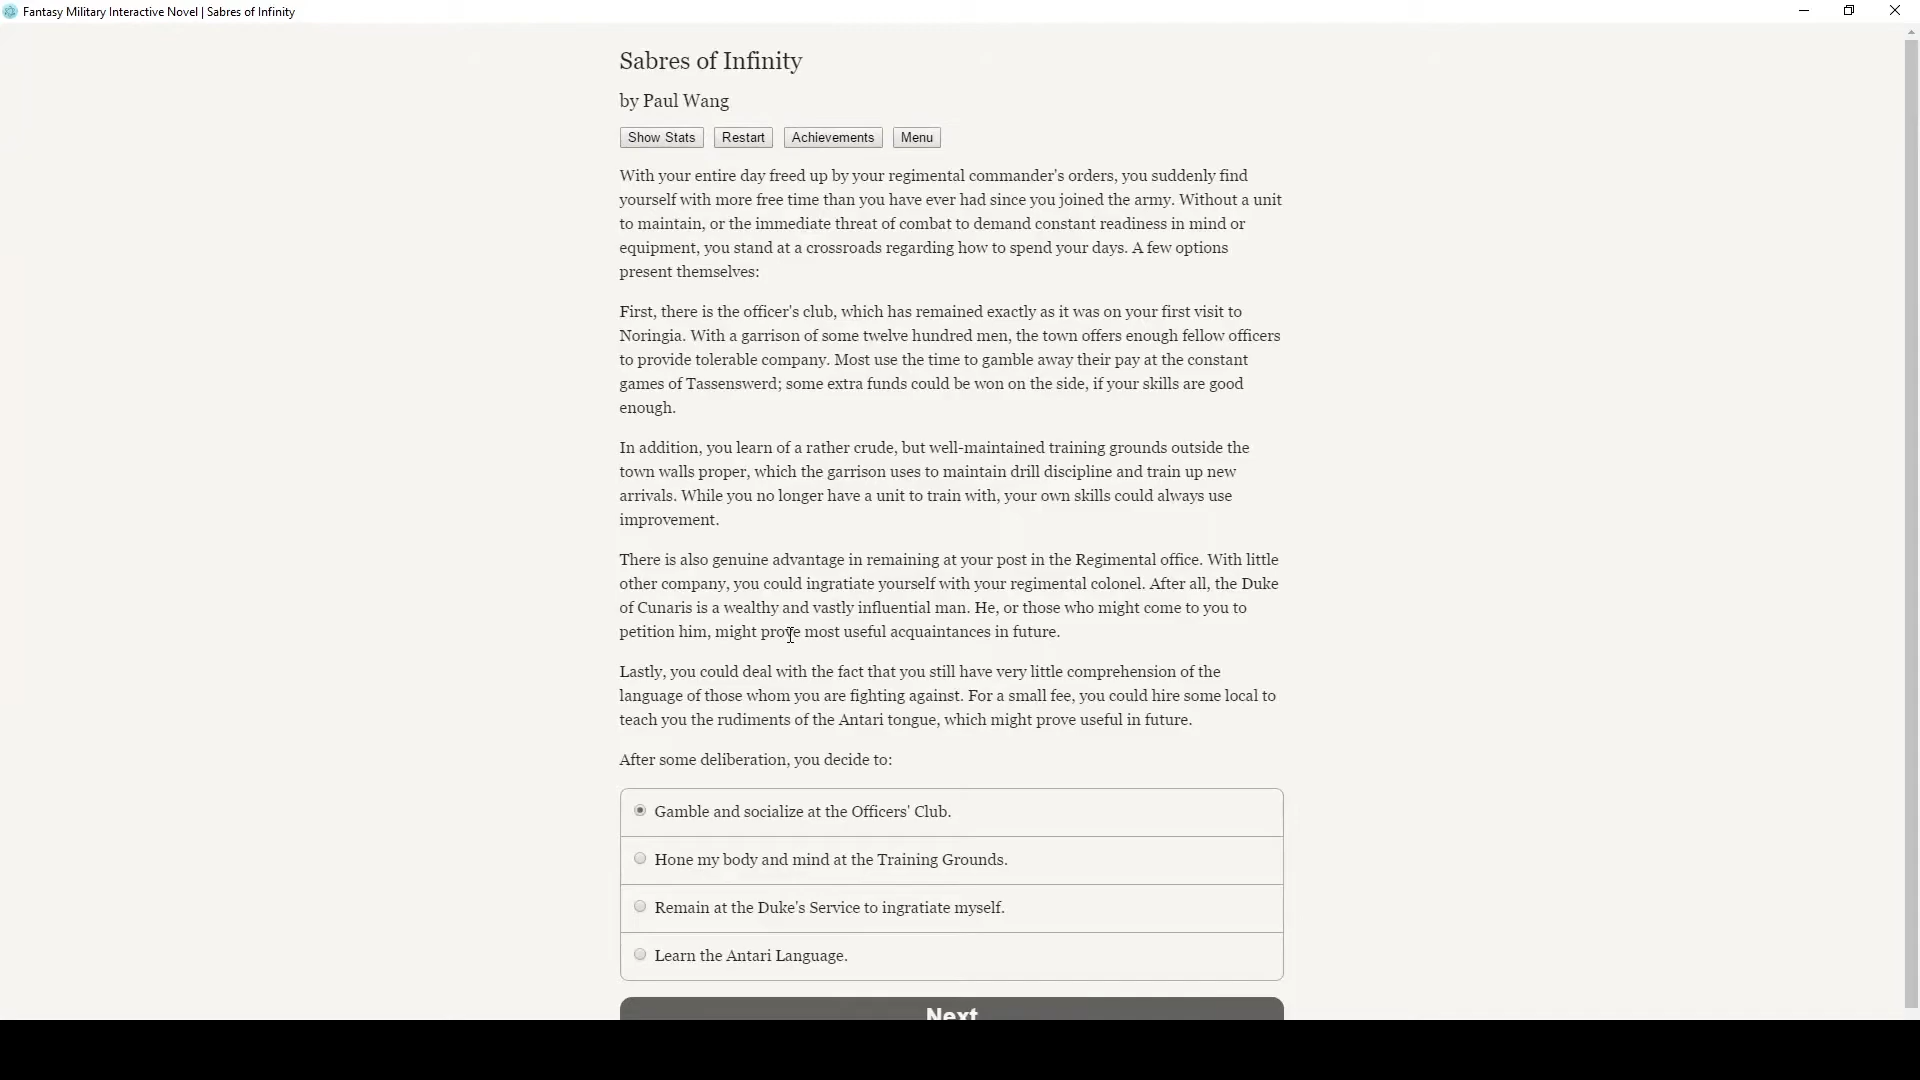 Fantasy Military Interactive Novel | Sabres of Infinity
Sabres of Infinity
by Paul Wang
Show Stats Restart Achievements Menu
With your entire day freed up by your regimental commander's orders, you suddenly find
yourself with more free time than you have ever had since you joined the army. Without a unit
to maintain, or the immediate threat of combat to demand constant readiness in mind or
equipment, you stand at a crossroads regarding how to spend your days. A few options
present themselves:
First, there is the officer's club, which has remained exactly as it was on your first visit to
Noringia. With a garrison of some twelve hundred men, the town offers enough fellow officers
to provide tolerable company. Most use the time to gamble away their pay at the constant
games of Tassenswerd; some extra funds could be won on the side, if your skills are good
enough.
In addition, you learn of a rather crude, but well-maintained training grounds outside the
town walls proper, which the garrison uses to maintain drill discipline and train up new
arrivals. While you no longer have a unit to train with, your own skills could always use
improvement.
There is also genuine advantage in remaining at your post in the Regimental office. With little
other company, you could ingratiate yourself with your regimental colonel. After all, the Duke
of Cunaris is a wealthy and vastly influential man. He, or those who might come to you to
petition him, might prove most useful acquaintances in future.
Lastly, you could deal with the fact that you still have very little comprehension of the
language of those whom you are fighting against. For a small fee, you could hire some local to
teach you the rudiments of the Antari tongue, which might prove useful in future.
After some deliberation, you decide to:
Gamble and socialize at the Officers' Club.
Hone my body and mind at the Training Grounds.
Remain at the Duke's Service to ingratiate myself.
Learn the Antari Language.
Next